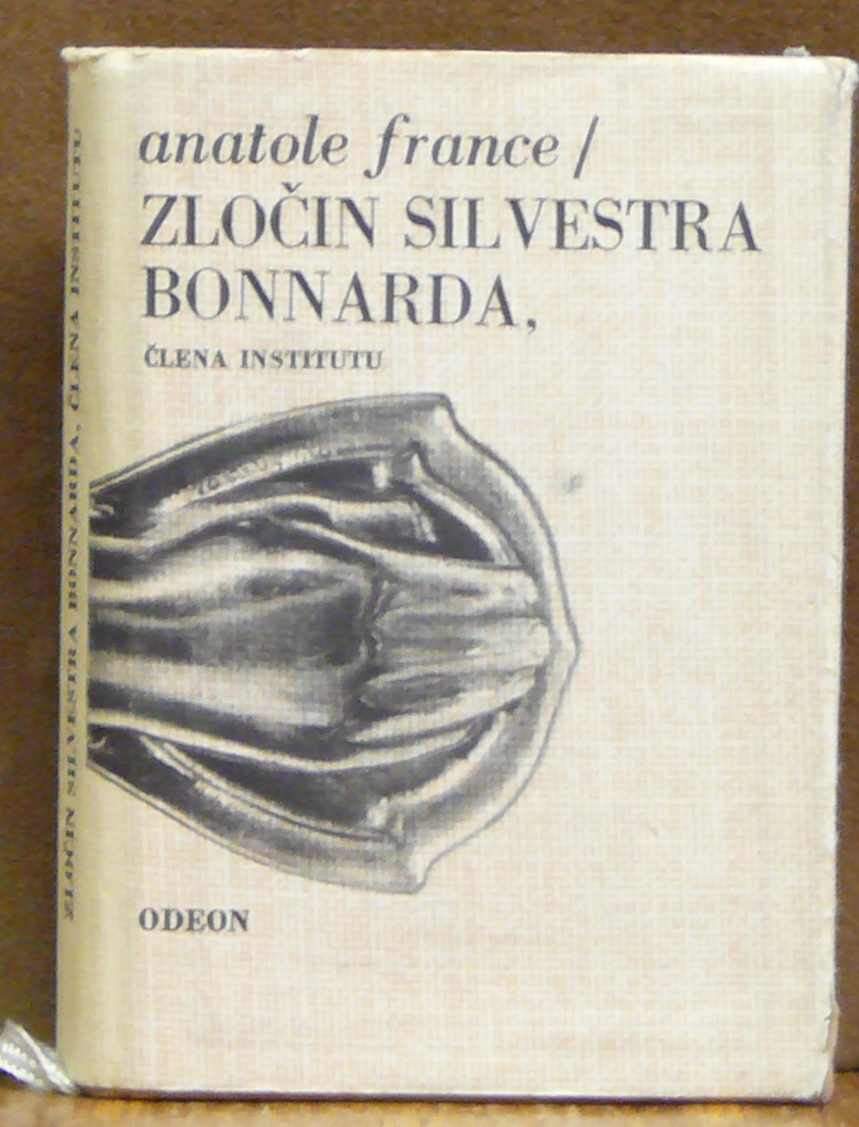 anatole france /
ZLOČIN SILVESTRA
BONNARDA,
ČLENA INSTITUTU
ODEON
ZLOČIN SILVESTRA BONNARDA, ČLENA INSTITUTU